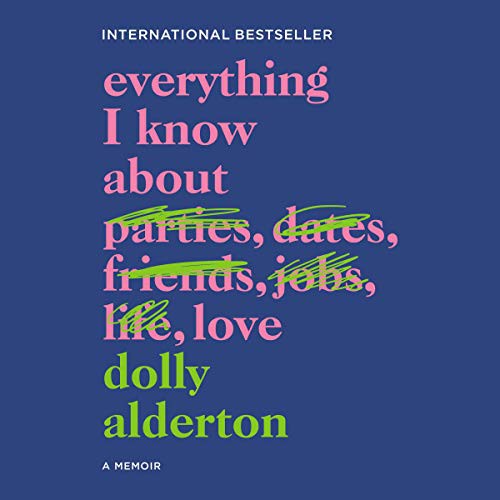 INTERNATIONAL BESTSELLER
everything
I know
about
parties, dates,
friends, jobs,
life, love
dolly
alderton
A MEMOIR